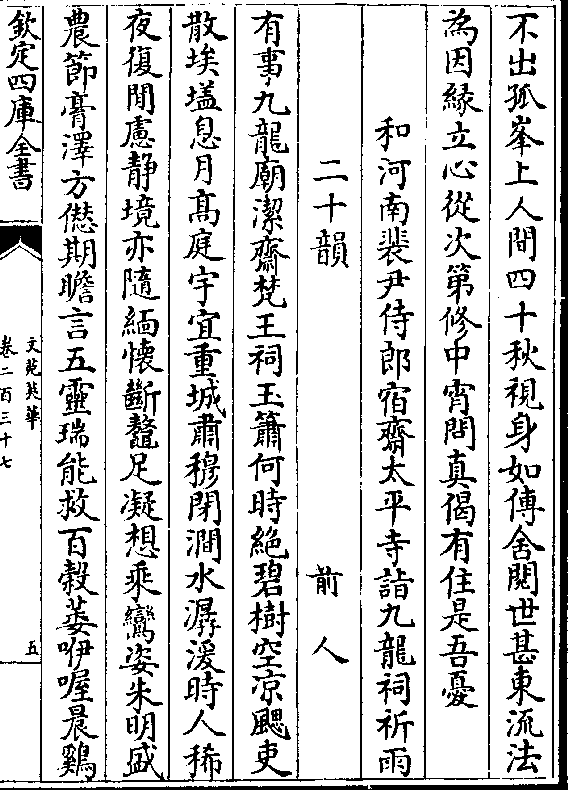 不出孤峯上人間四十秋視身如傳舍閱世甚東流法
為因緣立心從次第修中宵問真偈有住是吾憂
和河南裴尹侍郎宿齋太平寺詣九龍祠祈雨
二十韻　前人
有事九龍廟潔齋梵王祠玉簫何時絕碧樹空凉颸吏
散埃𡏖息月髙庭宇宜重城肅穆閉澗水潺湲時人稀
夜復閒慮静境亦隨緬懷斷鼇足凝想乘鸞姿朱明盛
農節膏澤方愆期瞻言五靈瑞能救百穀萎咿喔晨鷄
欽定四庫全書
文苑英華
卷二百三十七
五